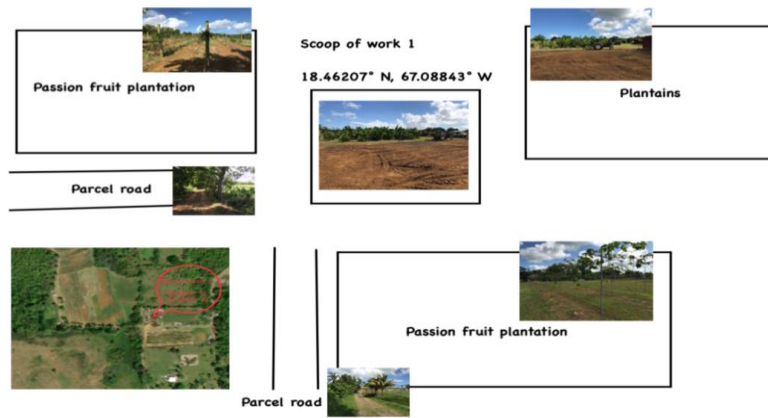 Scoop of work 1
18.46207° N, 67.08843° W
Passion fruit plantation
Plantains
Parcel road
Passion fruit plantation
Parcel road